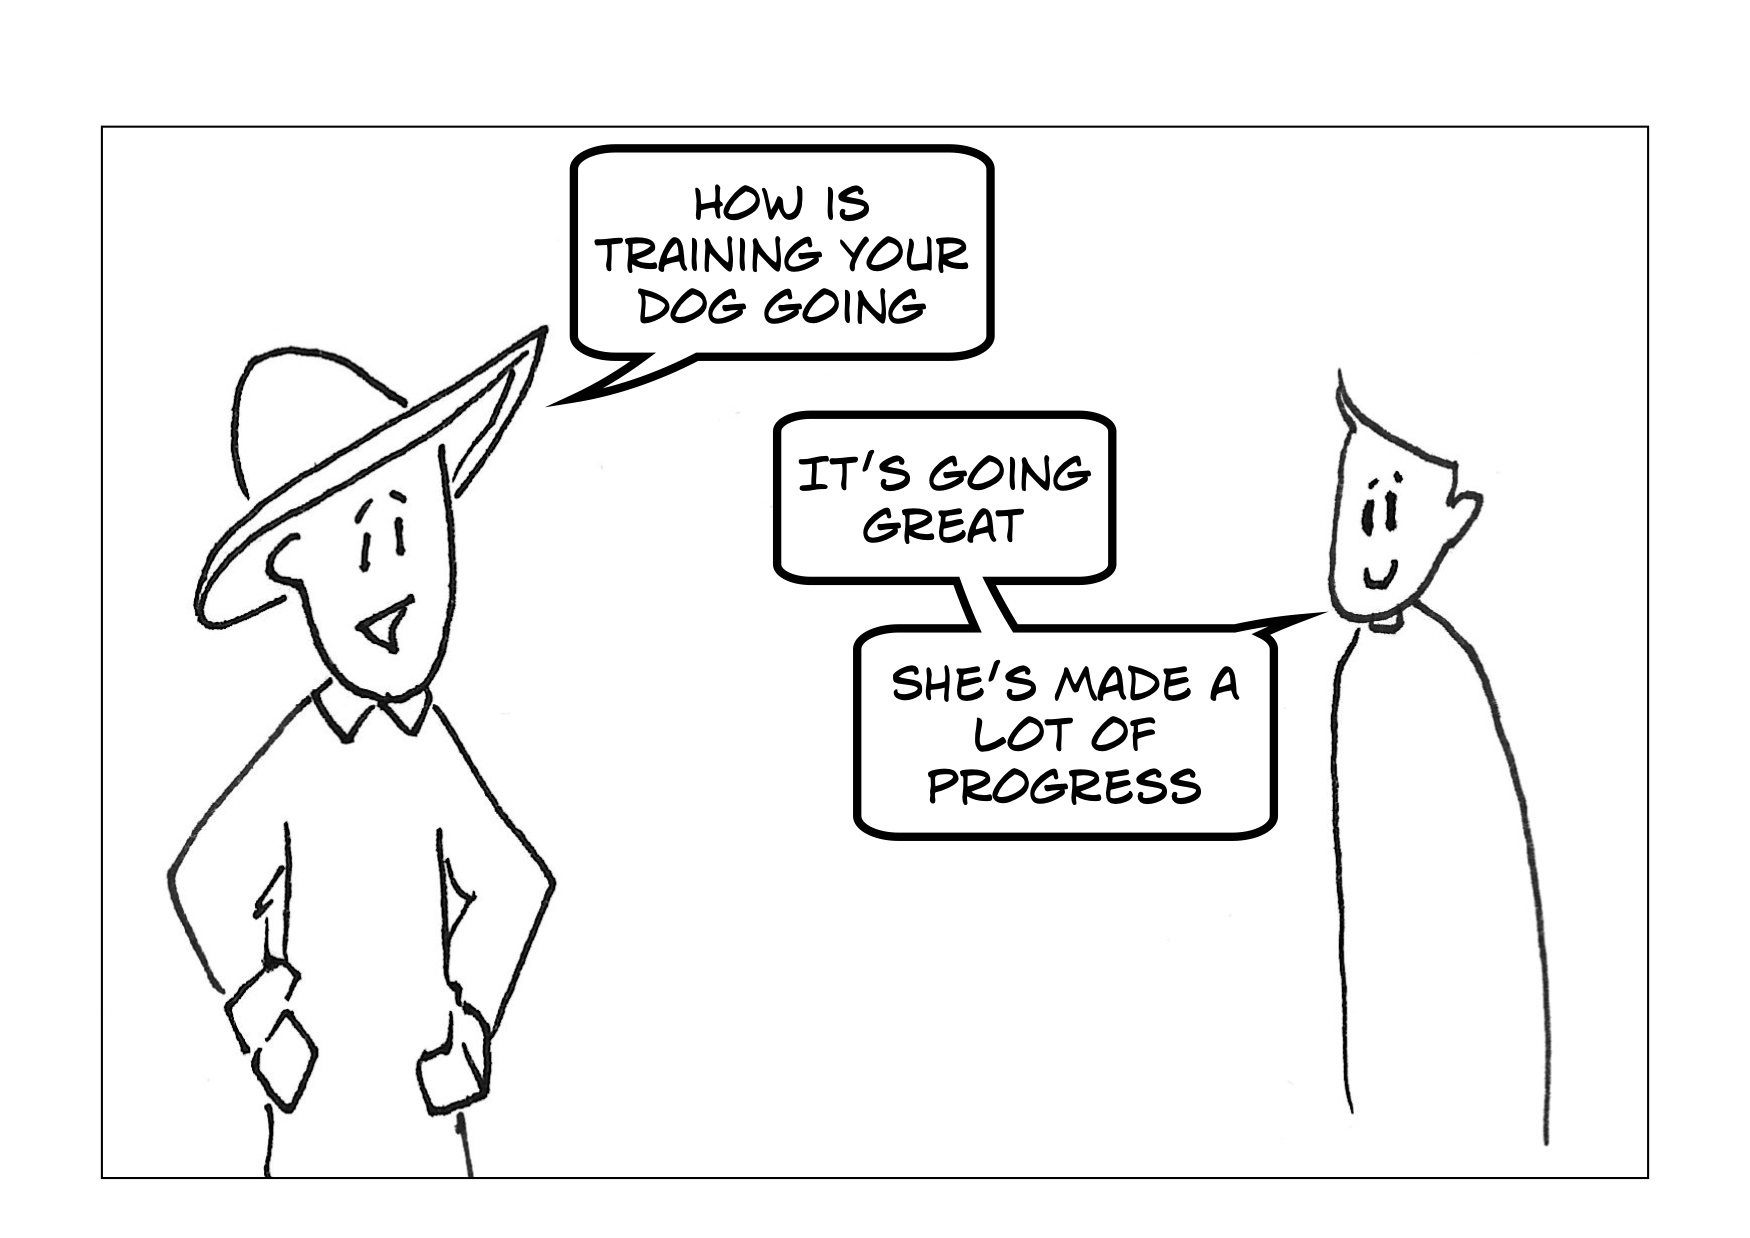 HOW IS
TRAINING YOUR
DOG GOING
IT'S GOING
GREAT
SHE'S MADE A
LOT OF
PROGRESS